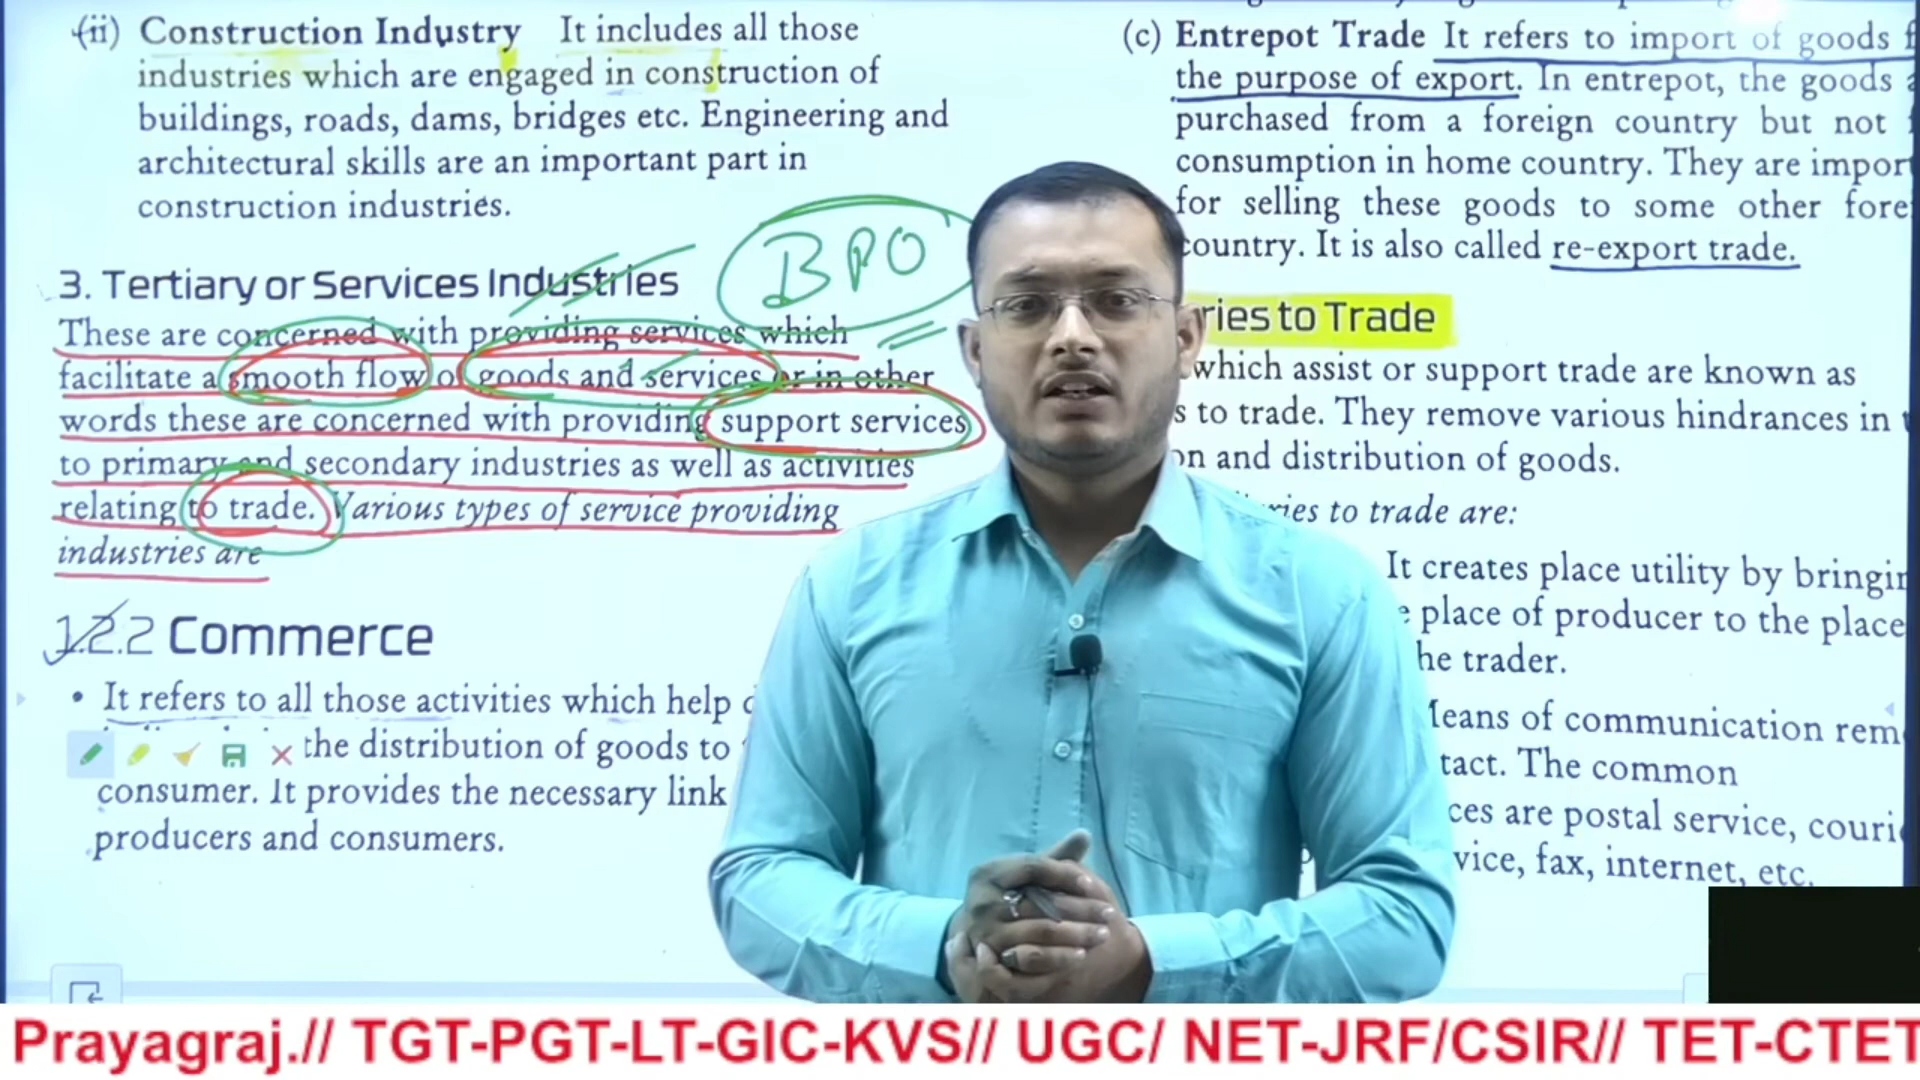 (ii) Construction Industry It includes all those
industries which are engaged in construction of
buildings, roads, dams, bridges etc. Engineering and
architectural skills are an important part in
construction industries.
BPO
3. Tertiary or Services Industries
These are concerned with providing services which
facilitate a smooth flow of goods and services or in other
words these are concerned with providing support services
to primary and secondary industries as well as activities
relating to trade. Various types of service providing
industries are
1.2.2 Commerce
• It refers to all those activities which help
the distribution of goods to
consumer. It provides the necessary link
producers and consumers.
(c) Entrepot Trade It refers to import of goods
the purpose of export. In entrepot, the goods
purchased from a foreign country but not
consumption in home country. They are impor
for selling these goods to some other fore
country. It is also called re-export trade.
ries to Trade
which assist or support trade are known as
s to trade. They remove various hindrances in
on and distribution of goods.
ries to trade are:
It creates place utility by bringin
place of producer to the place
he trader.
Means of communication rem
tact. The common
ces are postal service, couri
vice, fax, internet, etc.
Prayagraj.// TGT-PGT-LT-GIC-KVS// UGC/ NET-JRF/CSIR// TET-CTET